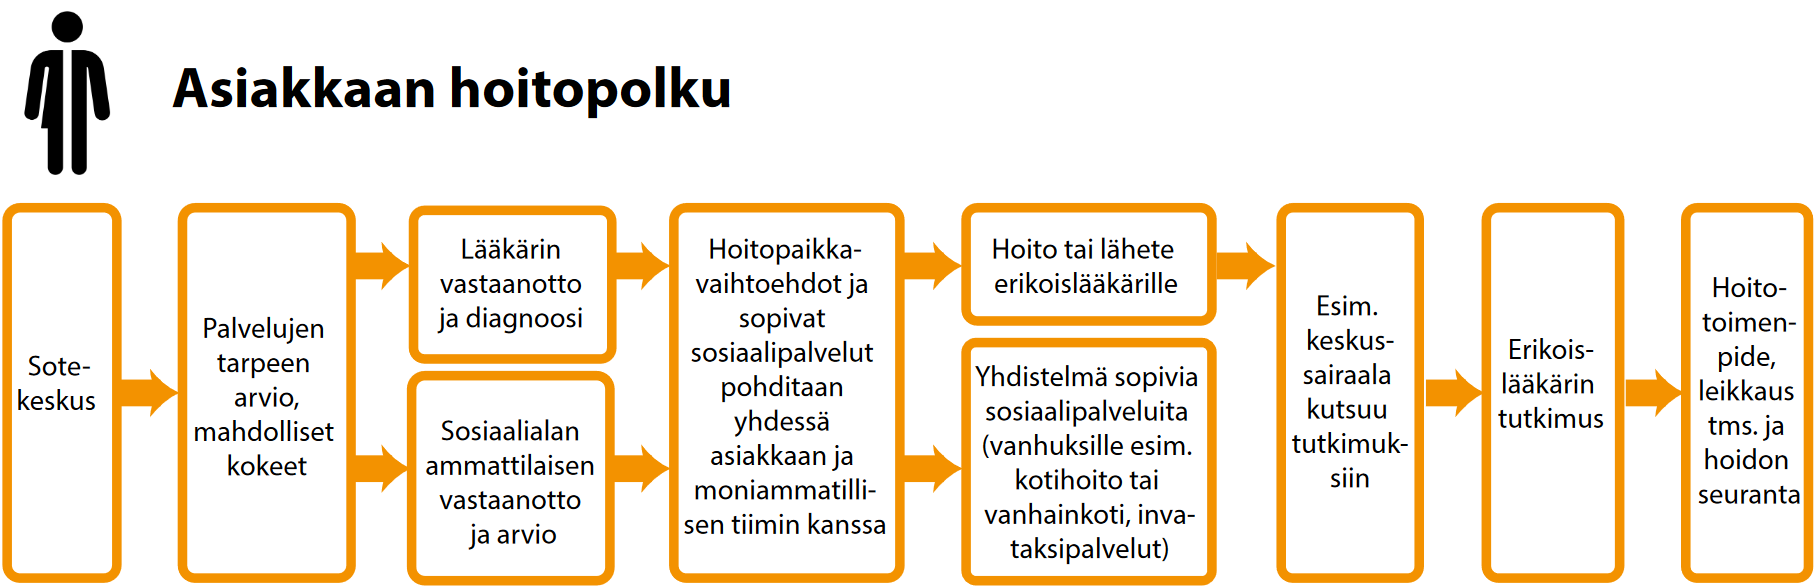 Asiakkaan hoitopolku
Sote-
keskus
Palvelujen
tarpeen
arvio,
mahdolliset
kokeet
Lääkärin
vastaanotto
ja diagnoosi
Sosiaalialan
ammattilaisen
vastaanotto
ja arvio
Hoitopaikka-
vaihtoehdot ja
sopivat
sosiaalipalvelut
pohditaan
yhdessä
asiakkaan ja
moniammatilli-
sen tiimin kanssa
Hoito tai lähete
erikoislääkärille
Yhdistelmä sopivia
sosiaalipalveluita
(vanhuksille esim.
kotihoito tai
vanhainkoti, inva-
taksipalvelut)
Esim.
keskus-
sairaala
kutsuu
tutkimuk-
siin
Erikois-
lääkärin
tutkimus
Hoito-
toimen-
pide,
leikkaus
tms. ja
hoidon
seuranta